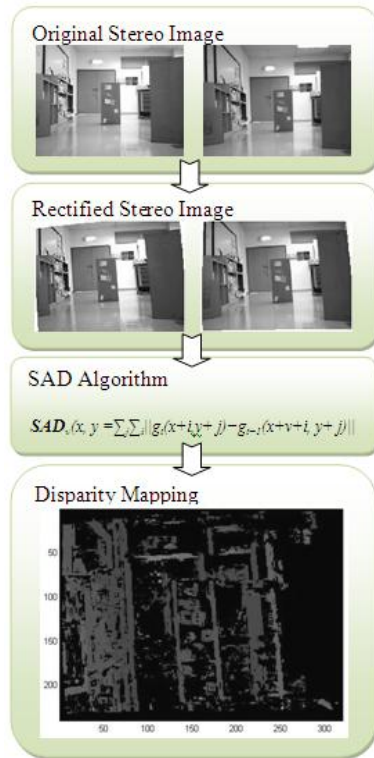 Original Stereo Image
Rectified Stereo Image
SAD Algorithm
SADᵥ(x, y =∑ⱼ∑ᵢ||gₜ(x+i,y+ j)−gₜ₋₁(x+v+i, y+ j)||
Disparity Mapping
50
100
150
200
50 100 150 200 250 300